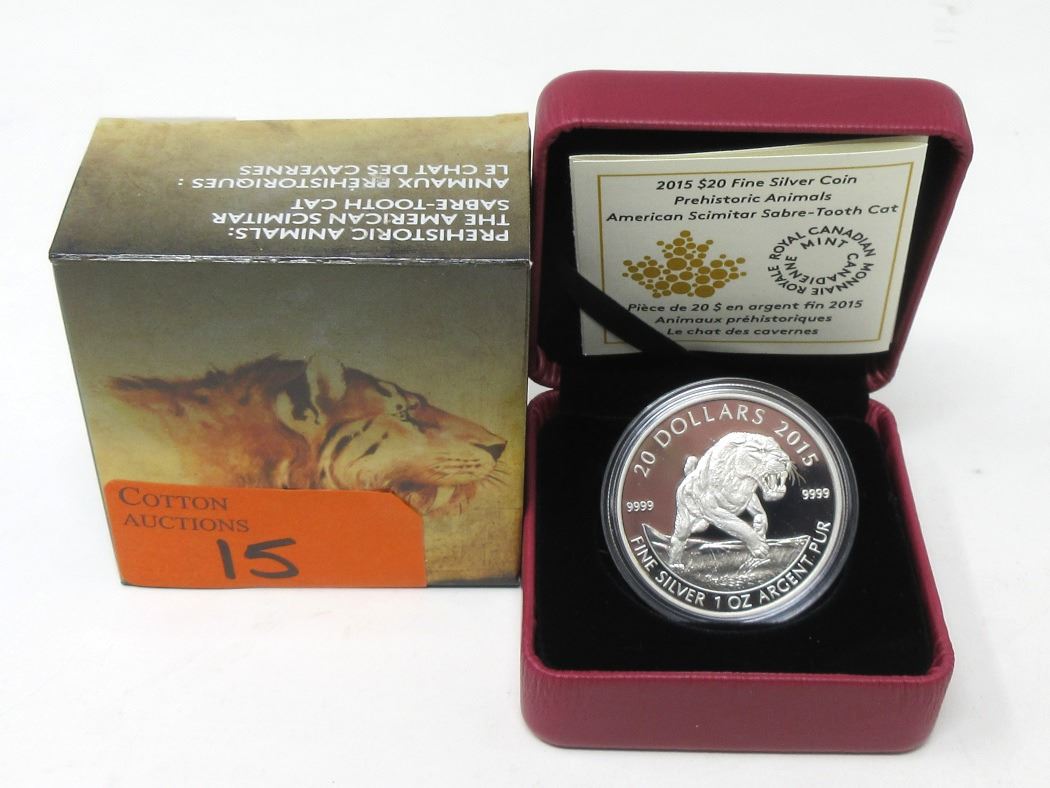 PREHISTORIC ANIMALS:
THE AMERICAN SCIMITAR
SABRE-TOOTH CAT
ANIMAUX PRÉHISTORIQUES :
LE CHAT DES CAVERNES
COTTON
AUCTIONS
15
2015 $20 Fine Silver Coin
Prehistoric Animals
American Scimitar Sabre-Tooth Cat
ROYAL CANADIAN MINT
MONNAIE ROYALE CANADIENNE
Pièce de 20 $ en argent fin 2015
Animaux préhistoriques
Le chat des cavernes
20 DOLLARS 2015
9999
9999
FINE SILVER 1 OZ ARGENT PUR